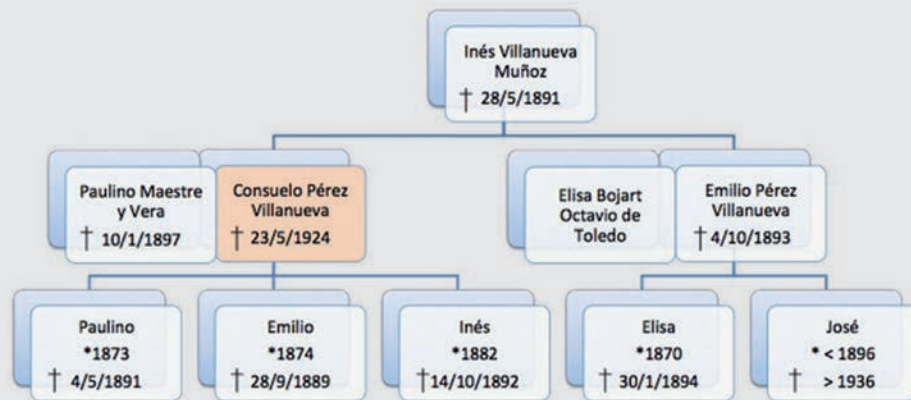 Inés Villanueva
Muñoz
† 28/5/1891
Paulino Maestre
y Vera
† 10/1/1897
Consuelo Pérez
Villanueva
† 23/5/1924
Elisa Bojart
Octavio de
Toledo
Emilio Pérez
Villanueva
† 4/10/1893
Paulino
*1873
† 4/5/1891
Emilio
*1874
† 28/9/1889
Inés
*1882
† 14/10/1892
Elisa
*1870
† 30/1/1894
José
* < 1896
† > 1936